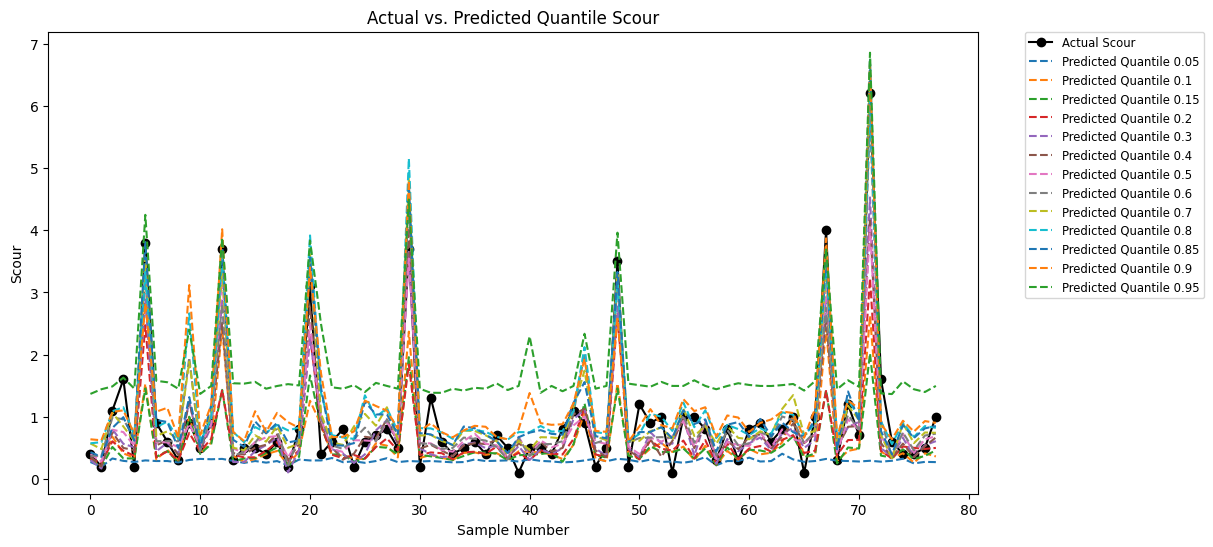 Actual vs. Predicted Quantile Scour
Scour
7
6
5
4
3
2
1
0
0 10 20 30 40 50 60 70 80
Sample Number
Actual Scour
Predicted Quantile 0.05
Predicted Quantile 0.1
Predicted Quantile 0.15
Predicted Quantile 0.2
Predicted Quantile 0.3
Predicted Quantile 0.4
Predicted Quantile 0.5
Predicted Quantile 0.6
Predicted Quantile 0.7
Predicted Quantile 0.8
Predicted Quantile 0.85
Predicted Quantile 0.9
Predicted Quantile 0.95